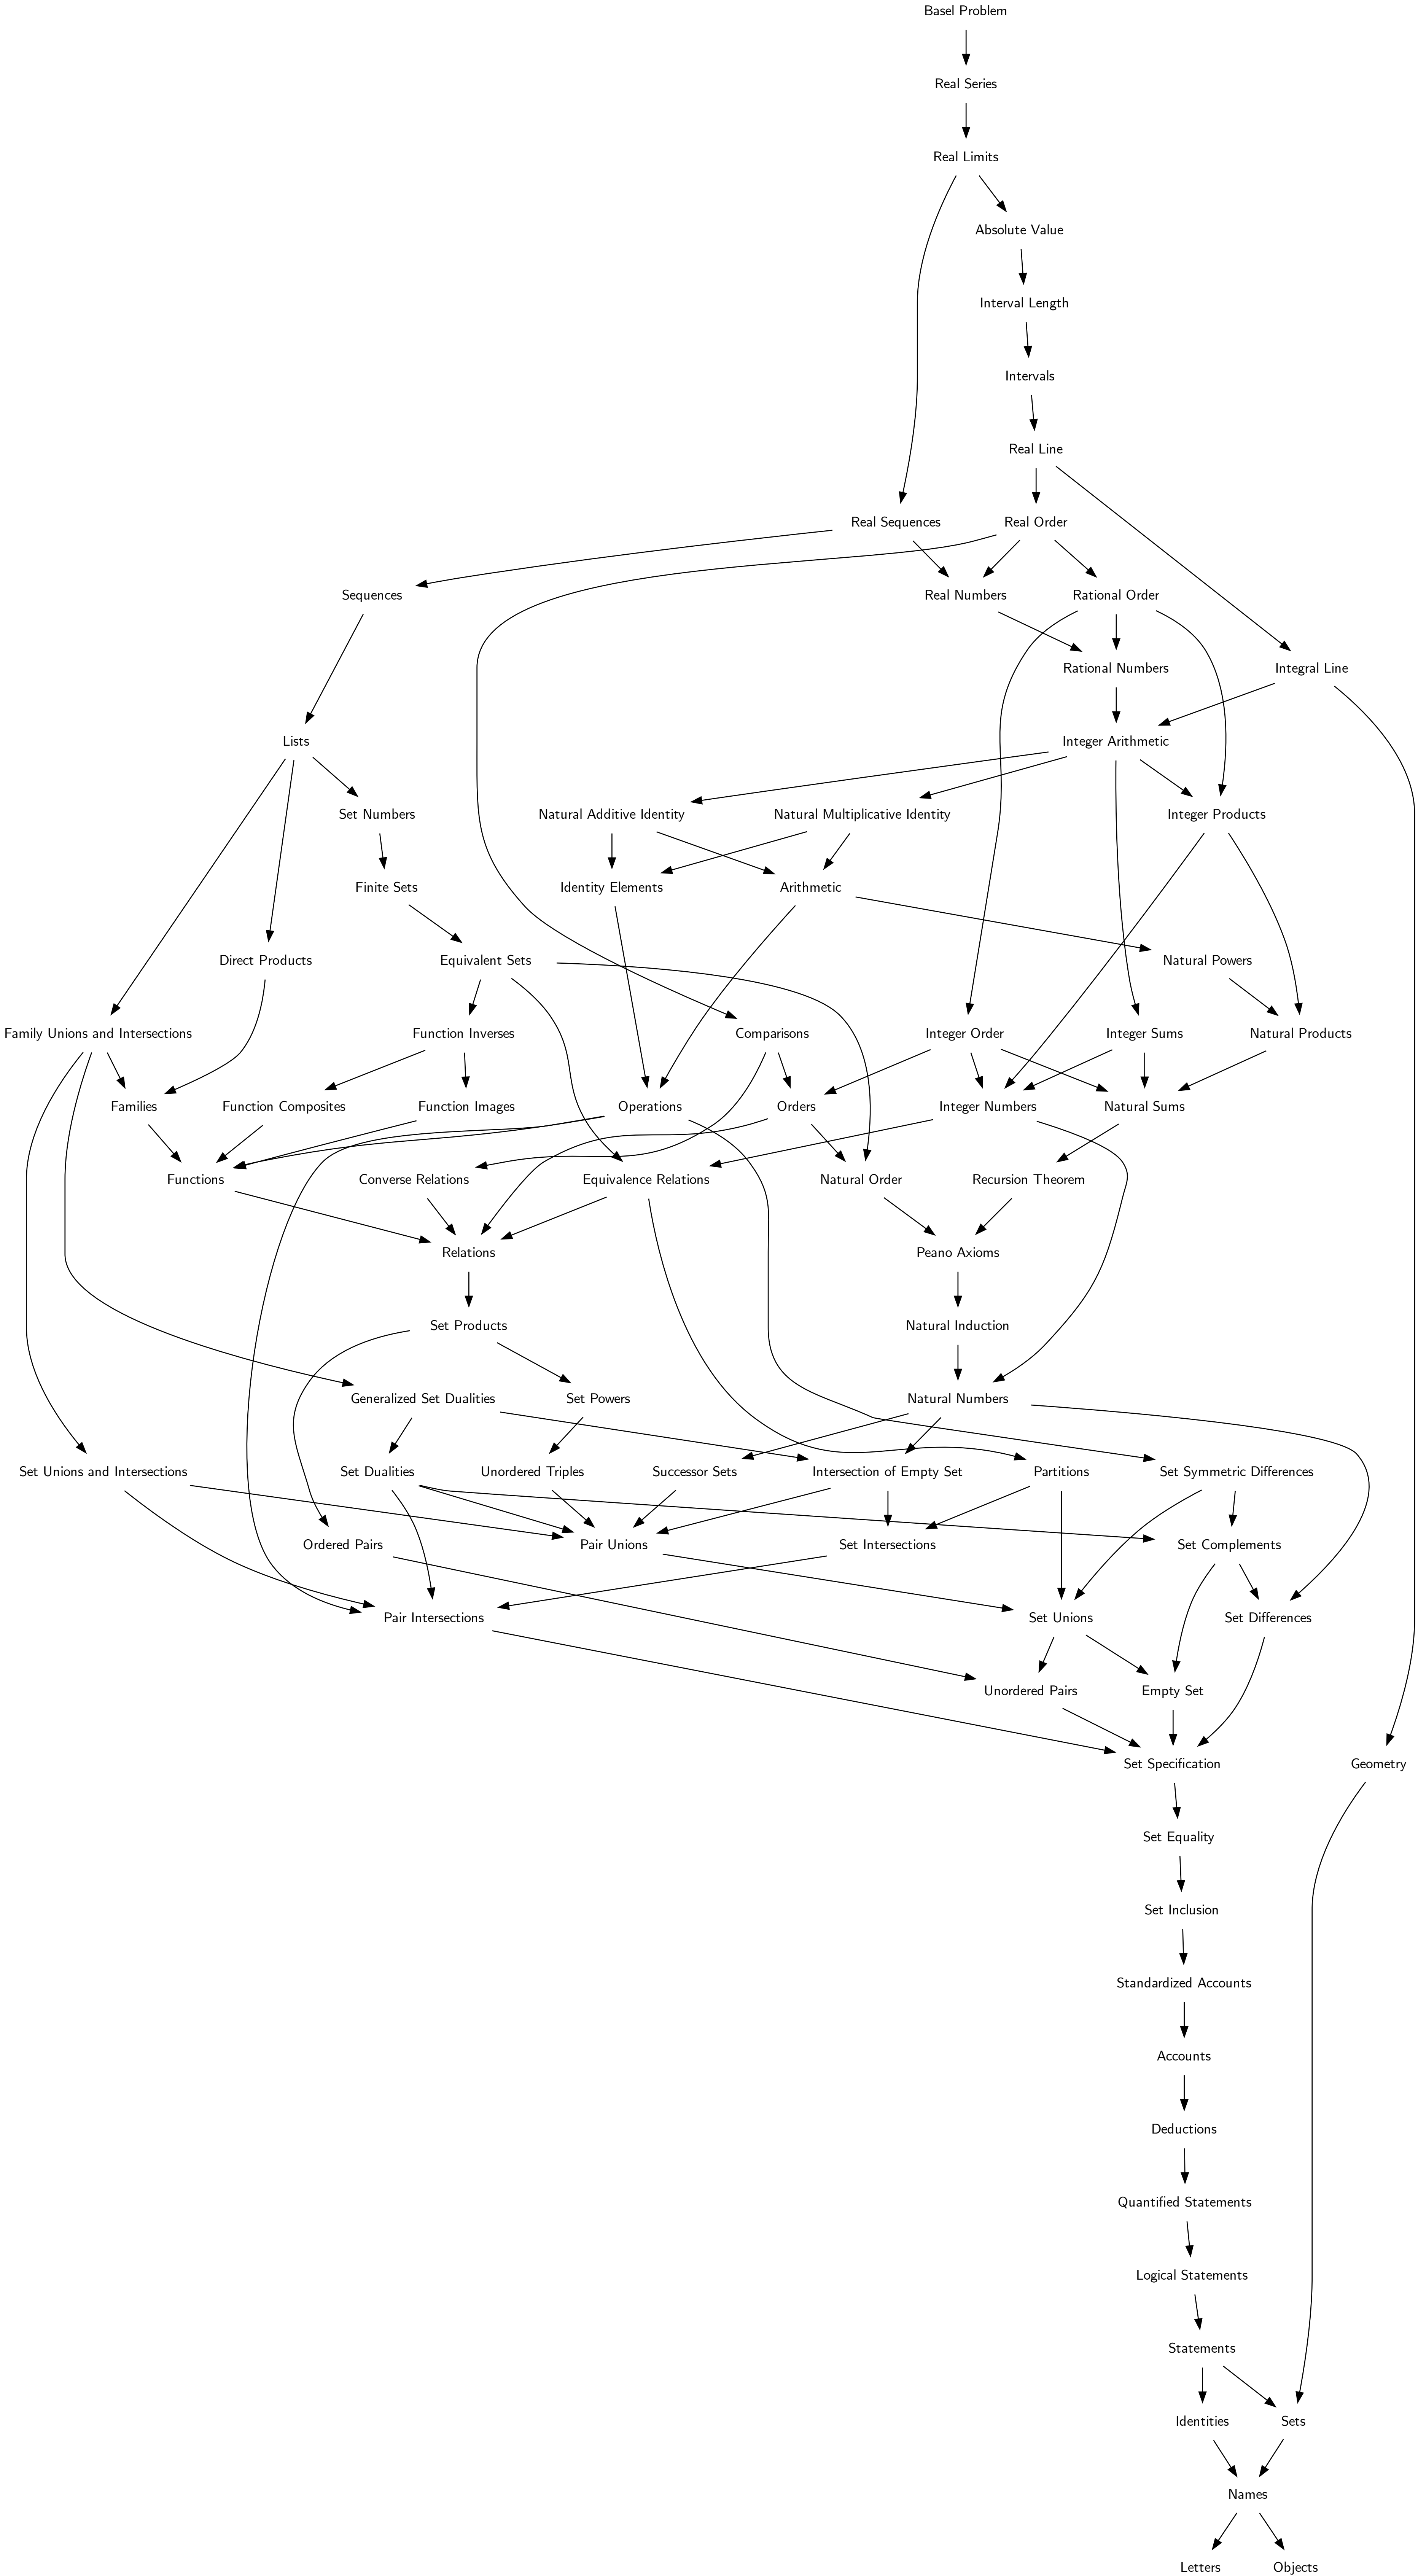 Basel Problem
Real Series
Real Limits
Absolute Value
Interval Length
Intervals
Real Line
Real Sequences
Real Order
Sequences
Real Numbers
Rational Order
Rational Numbers
Integral Line
Lists
Integer Arithmetic
Set Numbers
Natural Additive Identity
Natural Multiplicative Identity
Integer Products
Finite Sets
Identity Elements
Arithmetic
Direct Products
Equivalent Sets
Natural Powers
Family Unions and Intersections
Function Inverses
Comparisons
Integer Order
Integer Sums
Natural Products
Families
Function Composites
Function Images
Operations
Orders
Integer Numbers
Natural Sums
Functions
Converse Relations
Equivalence Relations
Natural Order
Recursion Theorem
Relations
Peano Axioms
Set Products
Natural Induction
Generalized Set Dualities
Set Powers
Natural Numbers
Set Unions and Intersections
Set Dualities
Unordered Triples
Successor Sets
Intersection of Empty Set
Partitions
Set Symmetric Differences
Ordered Pairs
Pair Unions
Set Intersections
Set Complements
Pair Intersections
Set Unions
Set Differences
Unordered Pairs
Empty Set
Set Specification
Geometry
Set Equality
Set Inclusion
Standardized Accounts
Accounts
Deductions
Quantified Statements
Logical Statements
Statements
Identities
Sets
Names
Letters
Objects